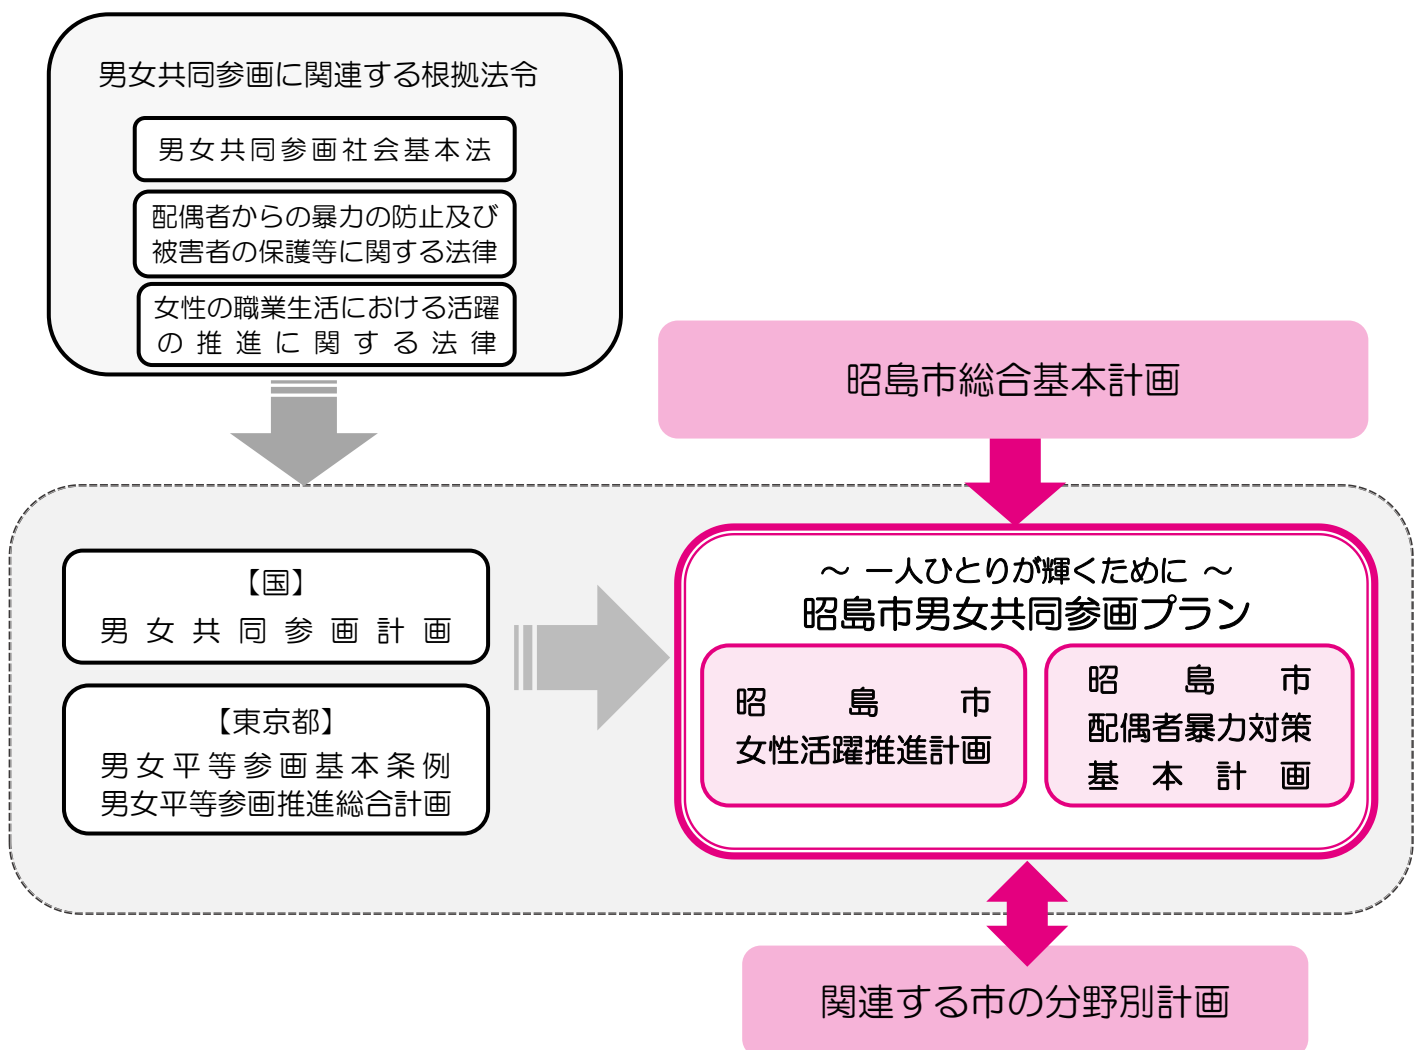 男女共同参画に関連する根拠法令
男女共同参画社会基本法
配偶者からの暴力の防止及び
被害者の保護等に関する法律
女性の職業生活における活躍
の推進に関する法律
昭島市総合基本計画
【国】
男女共同参画計画
【東京都】
男女平等参画基本条例
男女平等参画推進総合計画
～ 一人ひとりが輝くために ～
昭島市男女共同参画プラン
昭島市
女性活躍推進計画
昭島市
配偶者暴力対策
基本計画
関連する市の分野別計画